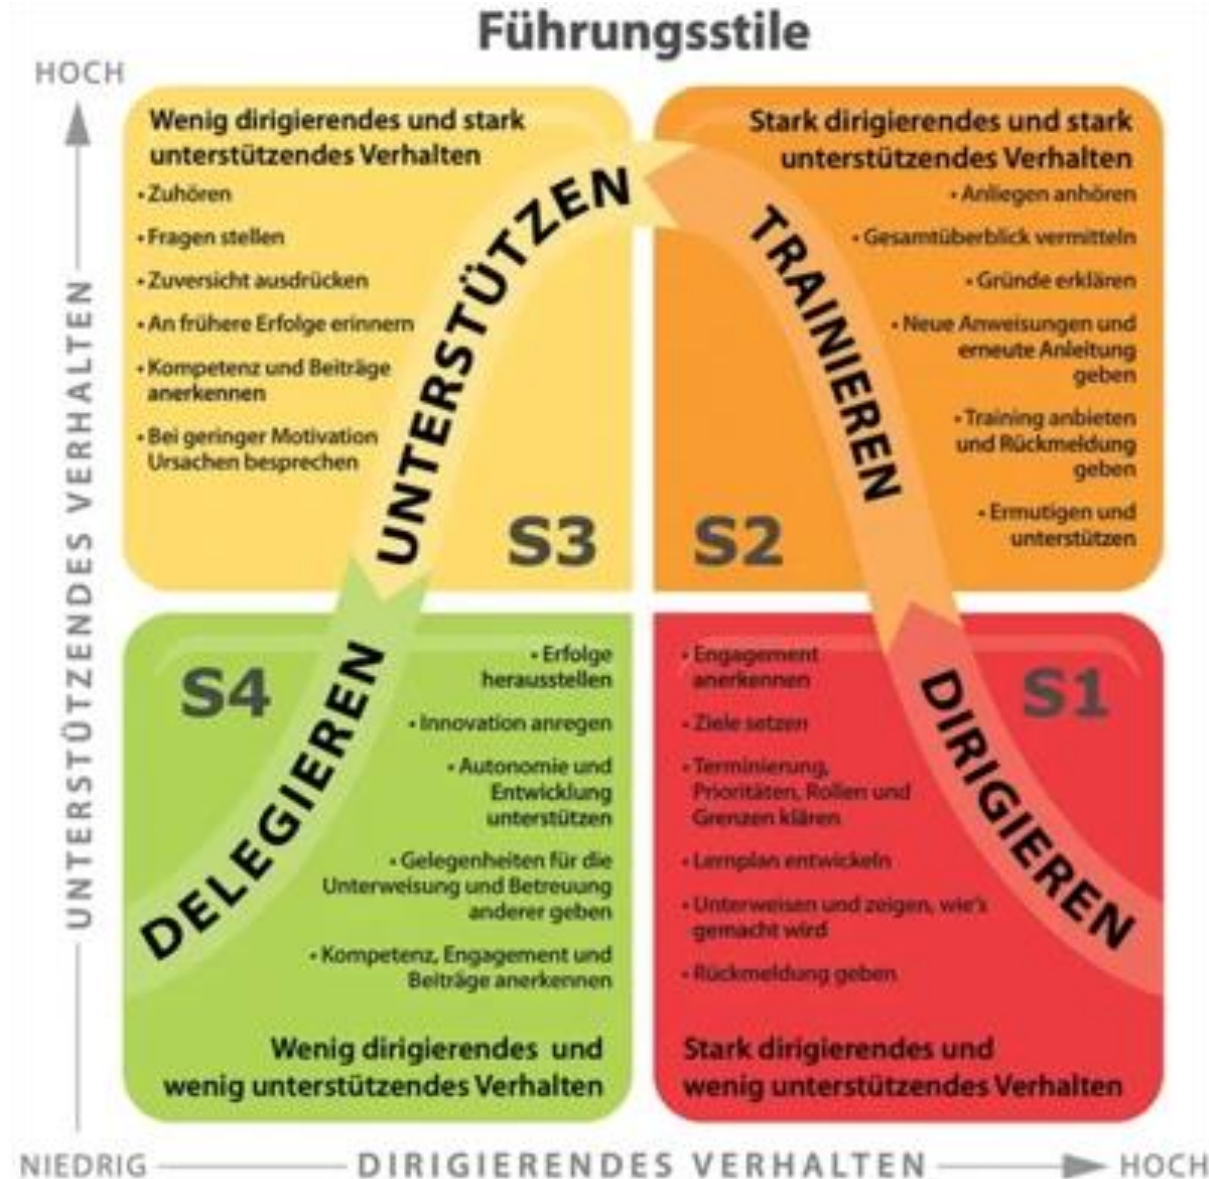 Führungsstile
HOCH
Wenig dirigierendes und stark
unterstützendes Verhalten
• Zuhören
• Fragen stellen
• Zuversicht ausdrücken
• An frühere Erfolge erinnern
• Kompetenz und Beiträge
anerkennen
• Bei geringer Motivation
Ursachen besprechen
UNTERSTÜTZEN
S3
Stark dirigierendes und stark
unterstützendes Verhalten
• Anliegen anhören
• Gesamtüberblick vermitteln
• Gründe erklären
• Neue Anweisungen und
erneute Anleitung
geben
• Training anbieten
und Rückmeldung
geben
• Ermutigen und
unterstützen
TRAINIEREN
S2
UNTERSTÜTZENDES VERHALTEN
S4
DELEGIEREN
• Erfolge
herausstellen
• Innovation anregen
• Autonomie und
Entwicklung
unterstützen
• Gelegenheiten für die
Unterweisung und Betreuung
anderer geben
• Kompetenz, Engagement und
Beiträge anerkennen
Wenig dirigierendes und
wenig unterstützendes Verhalten
S1
DIRIGIEREN
• Engagement
anerkennen
• Ziele setzen
• Terminierung,
Prioritäten, Rollen und
Grenzen klären
• Lernplan entwickeln
• Unterweisen und zeigen, wie's
gemacht wird
• Rückmeldung geben
Stark dirigierendes und
wenig unterstützendes Verhalten
NIEDRIG
DIRIGIERENDES VERHALTEN
HOCH